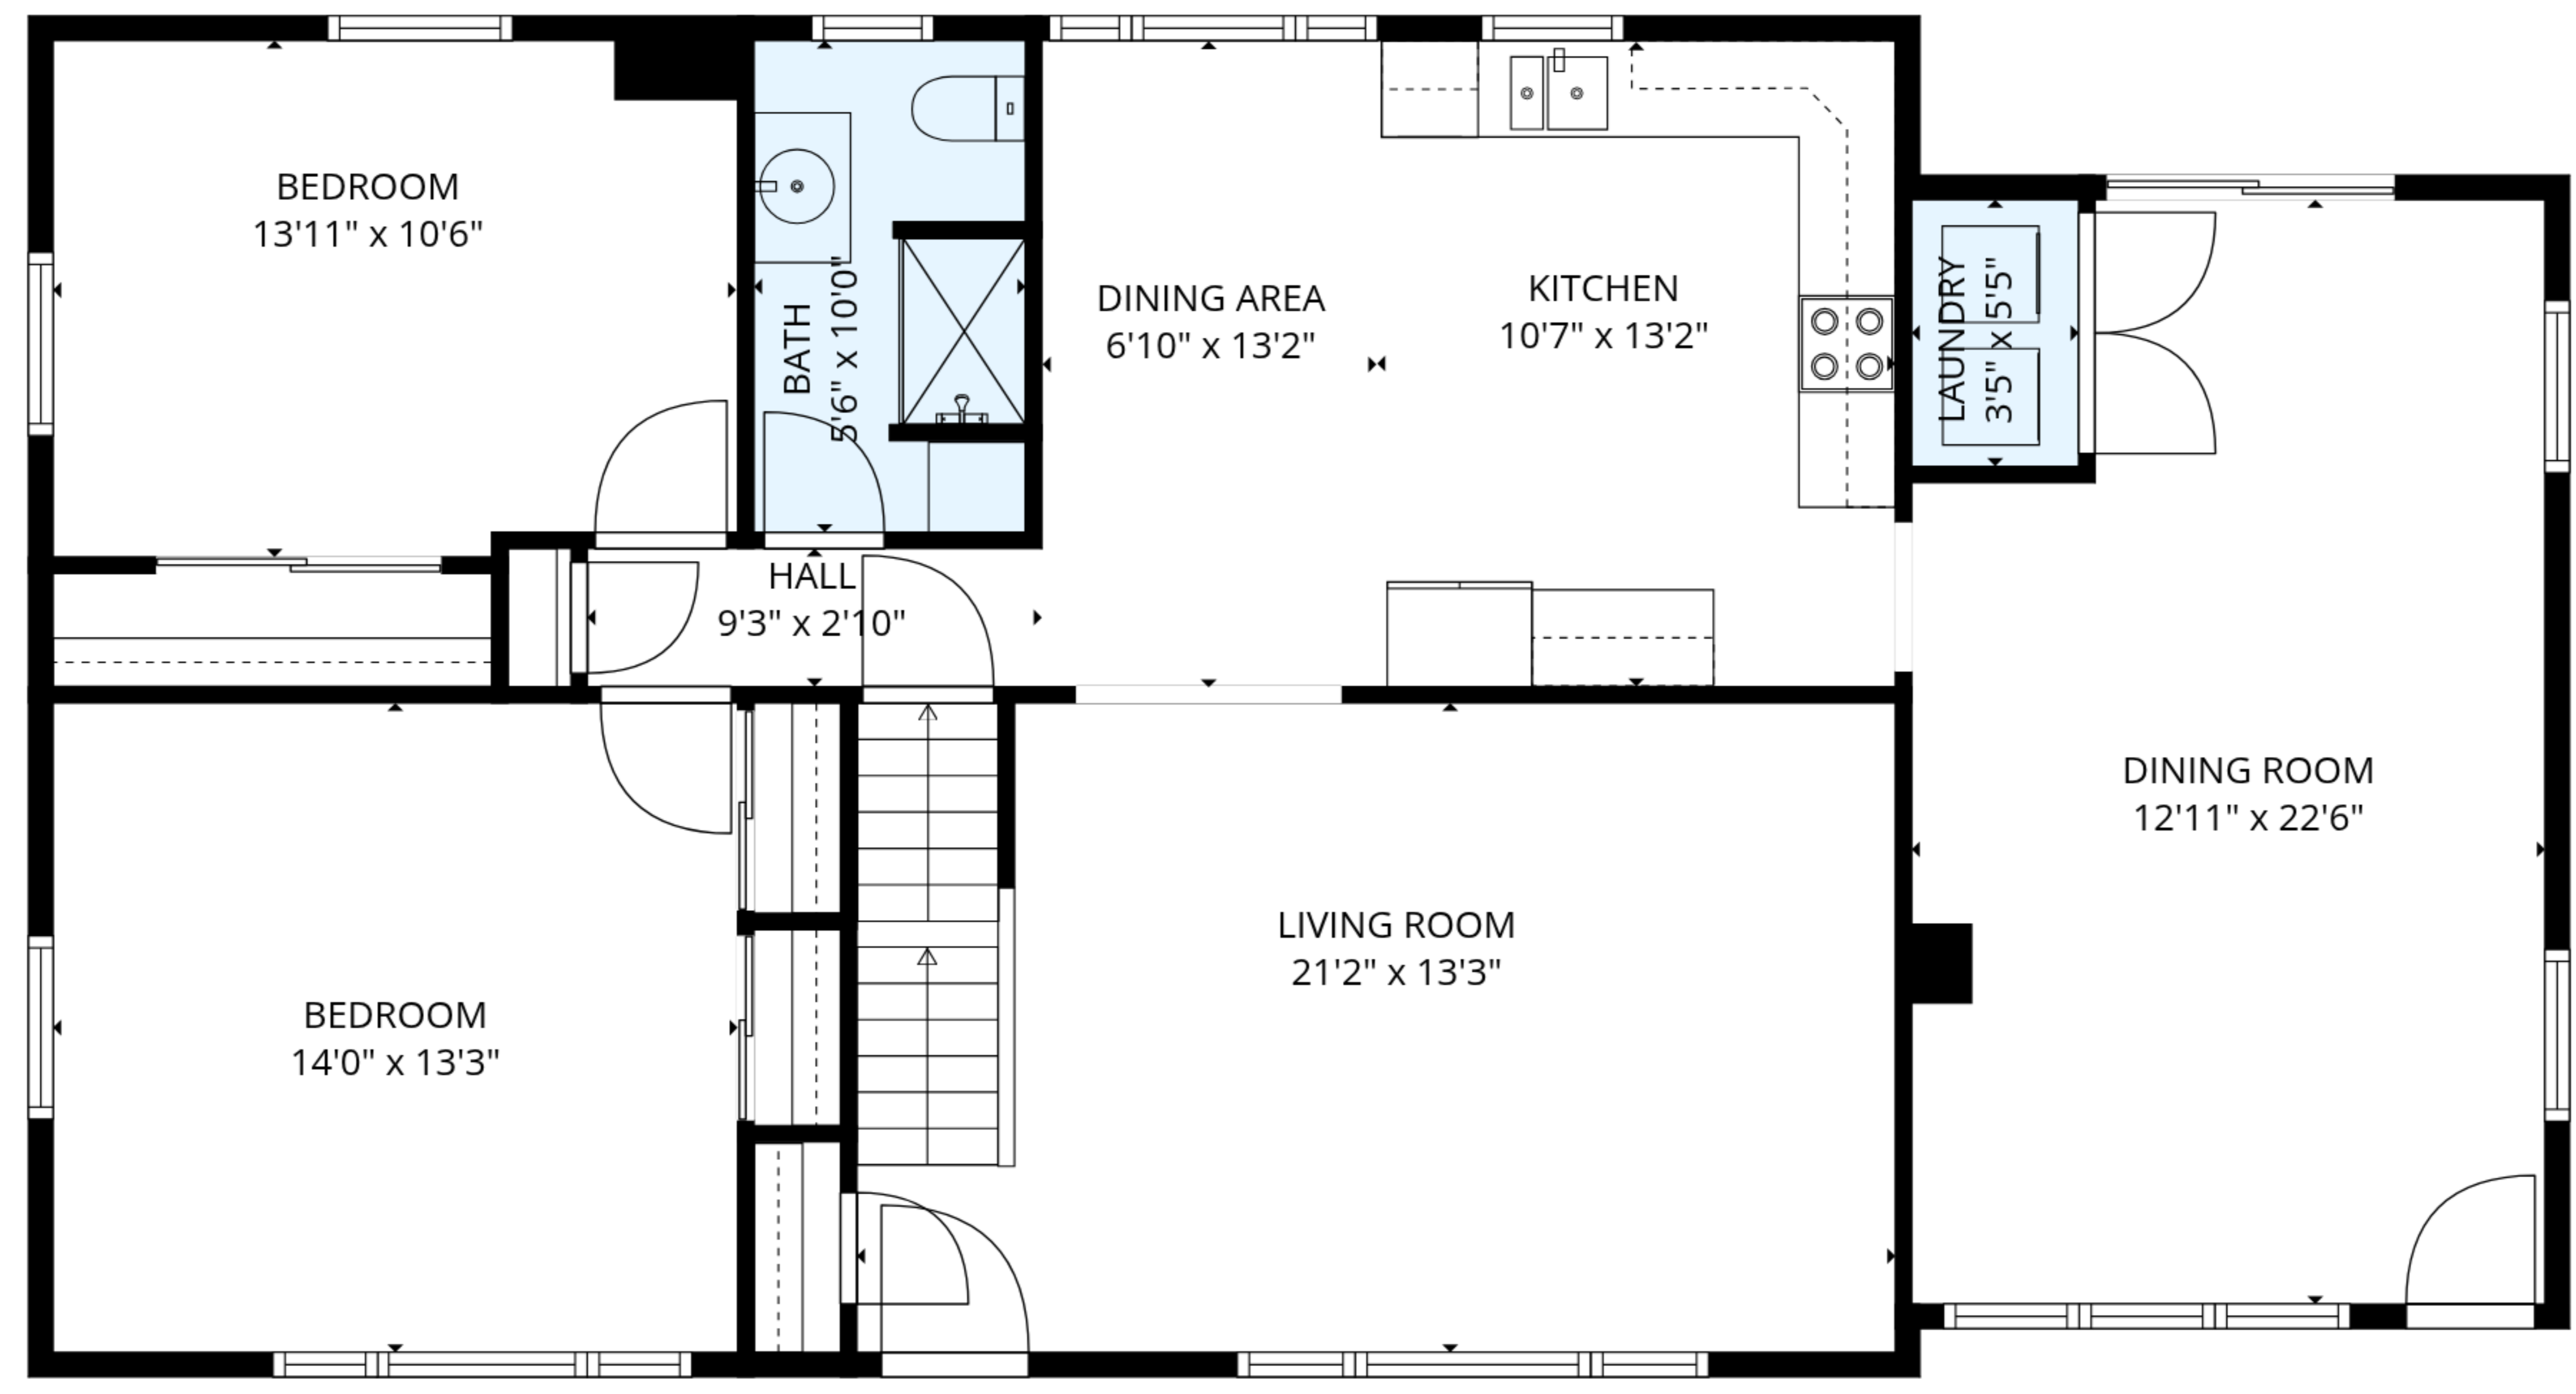 BEDROOM
13'11" x 10'6"
BATH
5'6" x 10'0"
DINING AREA
6'10" x 13'2"
KITCHEN
10'7" x 13'2"
LAUNDRY
3'5" x 5'5"
HALL
9'3" x 2'10"
DINING ROOM
12'11" x 22'6"
LIVING ROOM
21'2" x 13'3"
BEDROOM
14'0" x 13'3"